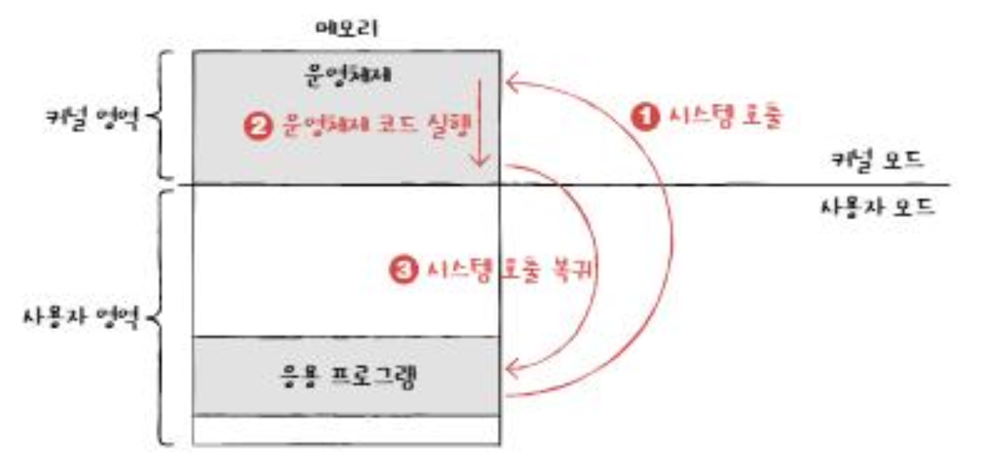 메모리
운영체제
커널 영역
❷ 운영체제 코드 실행
❶ 시스템 호출
커널 모드
사용자 모드
❸ 시스템 호출 복귀
사용자 영역
응용 프로그램